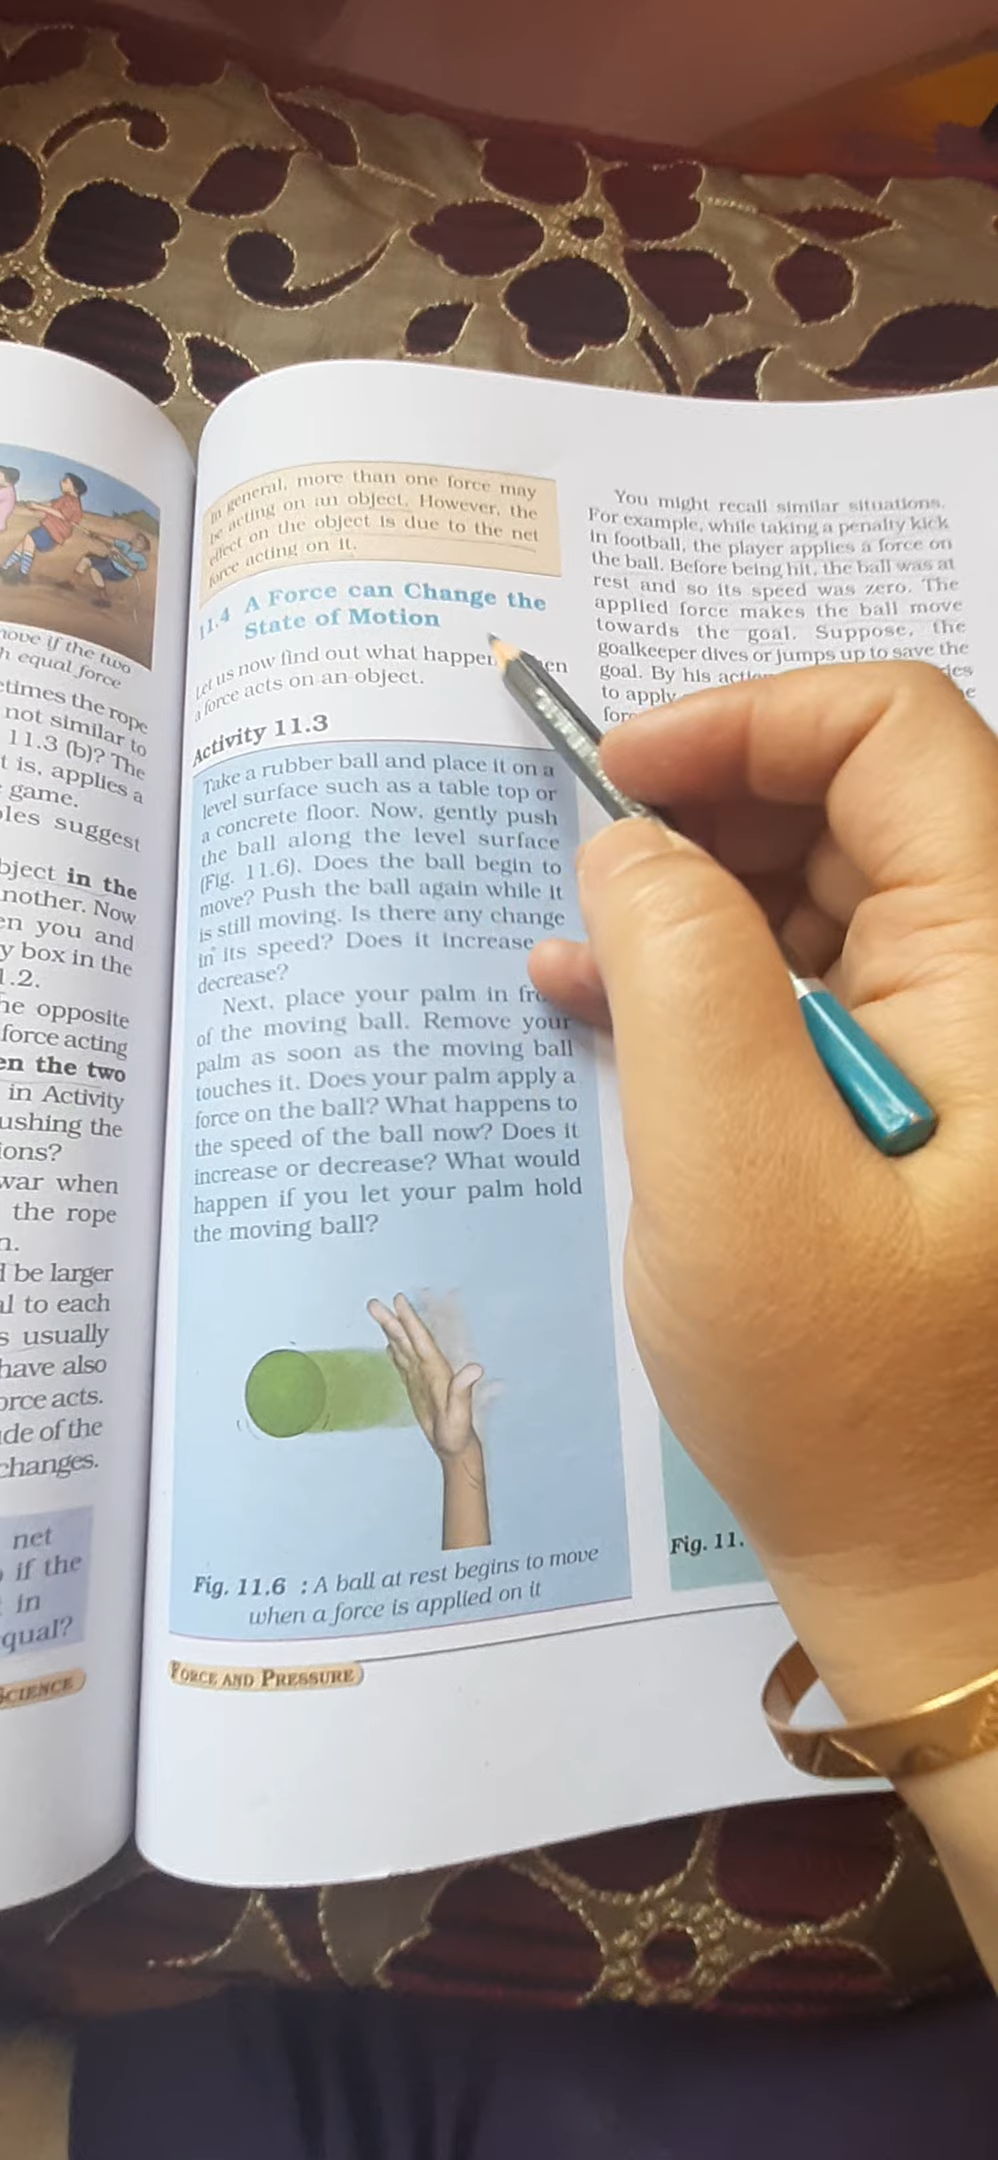 move if the two
h equal force
etimes the rope
not similar to
11.3 (b)? The
t is, applies a
game.
ples suggest
bject in the
nother. Now
en you and
y box in the
1.2.
he opposite
force acting
en the two
in Activity
ushing the
ions?
war when
the rope
n.
d be larger
al to each
s usually
have also
orce acts.
de of the
changes.
net
if the
in
qual?
SCIENCE
In general, more than one force may
be acting on an object. However, the
effect on the object is due to the net
force acting on it.
11.4 A Force can Change the
State of Motion
Let us now find out what happens
a force acts on an object.
Activity 11.3
Take a rubber ball and place it on a
level surface such as a table top or
a concrete floor. Now, gently push
the ball along the level surface
(Fig. 11.6). Does the ball begin to
move? Push the ball again while it
is still moving. Is there any change
in its speed? Does it increase
decrease?
Next, place your palm in
of the moving ball. Remove your
palm as soon as the moving ball
touches it. Does your palm apply a
force on the ball? What happens to
the speed of the ball now? Does it
increase or decrease? What would
happen if you let your palm hold
the moving ball?
Fig. 11.6 : A ball at rest begins to move
when a force is applied on it
FORCE AND PRESSURE
You might recall similar situations.
For example, while taking a penalty kick
in football, the player applies a force on
the ball. Before being hit, the ball was at
rest and so its speed was zero. The
applied force makes the ball move
towards the goal. Suppose, the
goalkeeper dives or jumps up to save the
goal. By his
to apply
Fig. 11.